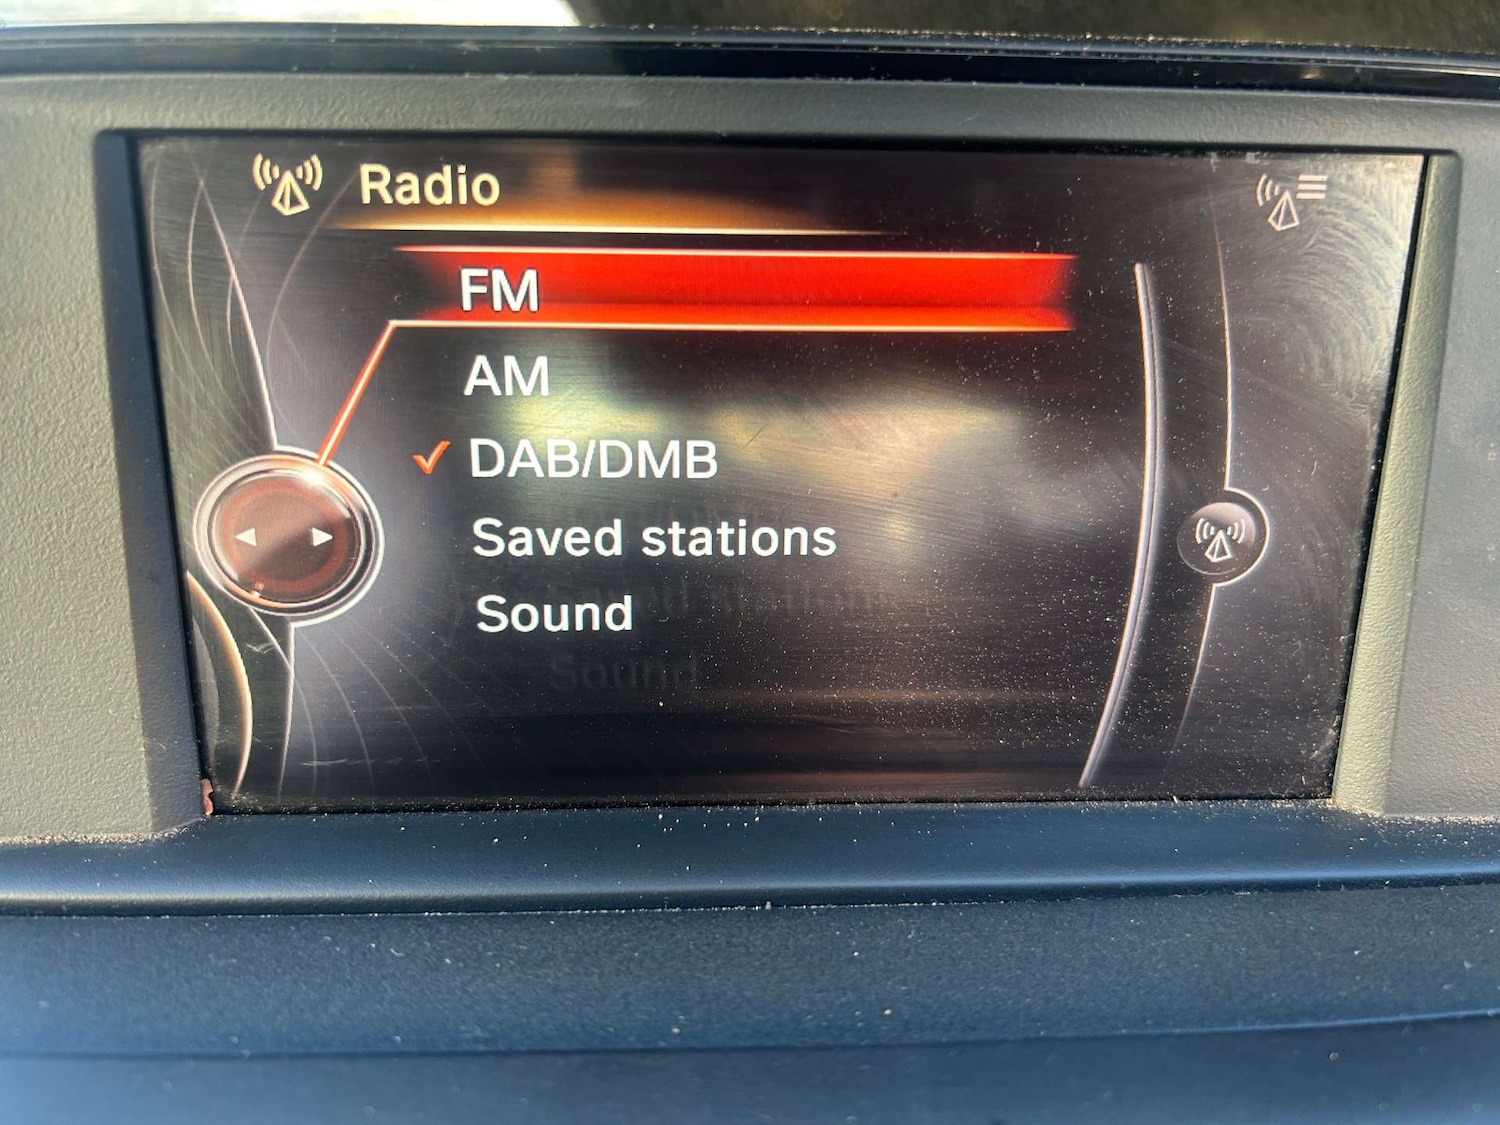 Radio
FM
AM
DAB/DMB
Saved stations
Sound